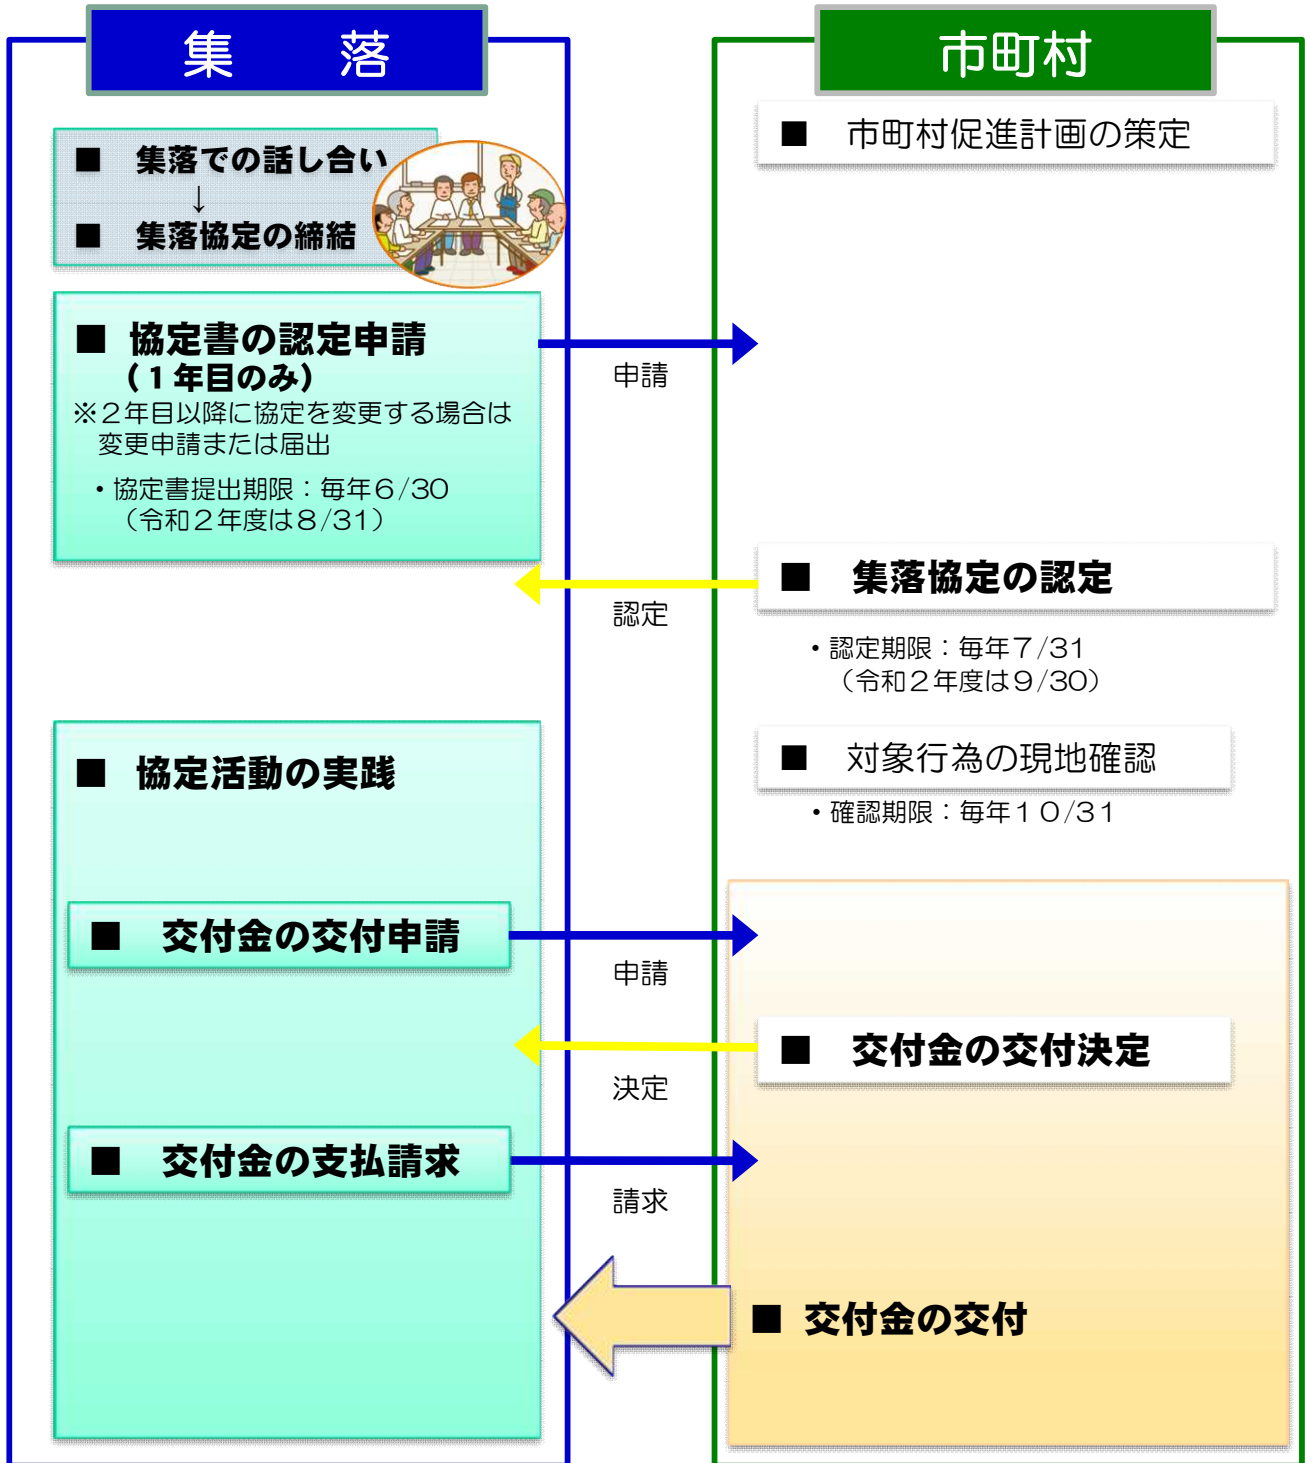 集　落
■ 集落での話し合い
↓
■ 集落協定の締結
■ 協定書の認定申請
(１年目のみ)
※２年目以降に協定を変更する場合は
変更申請または届出
・協定書提出期限：毎年６/30
（令和２年度は８/31）
■ 協定活動の実践
■ 交付金の交付申請
■ 交付金の支払請求
申請
認定
申請
決定
請求
市町村
■ 市町村促進計画の策定
■ 集落協定の認定
・認定期限：毎年７/31
（令和２年度は９/30）
■ 対象行為の現地確認
・確認期限：毎年１０/31
■ 交付金の交付決定
■ 交付金の交付